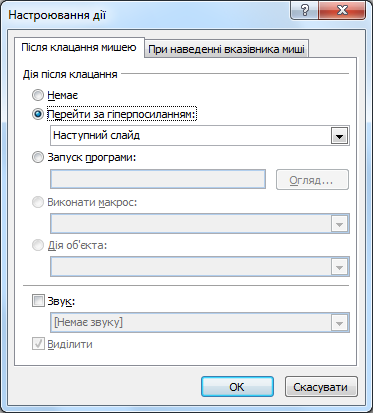 Настроювання дії
Після клацання мишею
При наведенні вказівника миші
Дія після клацання
Немає
Перейти за гіперпосиланням:
Наступний слайд
Запуск програми:
Огляд...
Виконати макрос:
Дія об'єкта:
Звук:
[Немає звуку]
Виділити
ОК
Скасувати